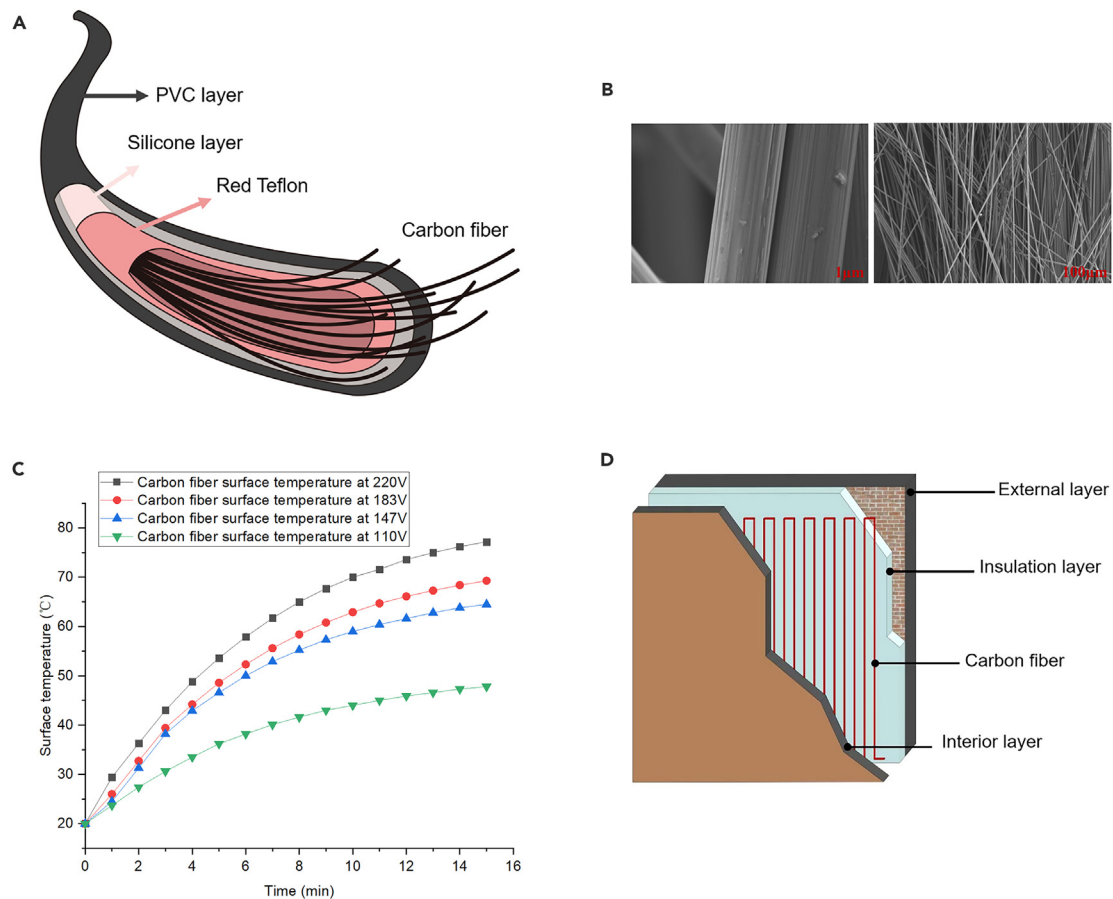 A
PVC layer
Silicone layer
Red Teflon
Carbon fiber
B
1μm
100μm
C
Carbon fiber surface temperature at 220V
Carbon fiber surface temperature at 183V
Carbon fiber surface temperature at 147V
Carbon fiber surface temperature at 110V
80
70
60
50
40
30
20
Surface temperature (℃)
0
2
4
6
8
10
12
14
16
Time (min)
D
External layer
Insulation layer
Carbon fiber
Interior layer